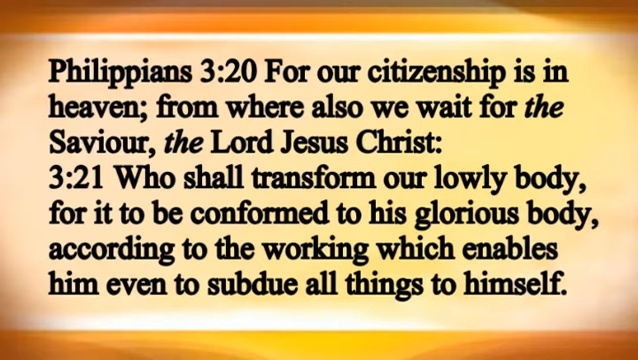 Philippians 3:20 For our citizenship is in
heaven; from where also we wait for the
Saviour, the Lord Jesus Christ:
3:21 Who shall transform our lowly body,
for it to be conformed to his glorious body,
according to the working which enables
him even to subdue all things to himself.